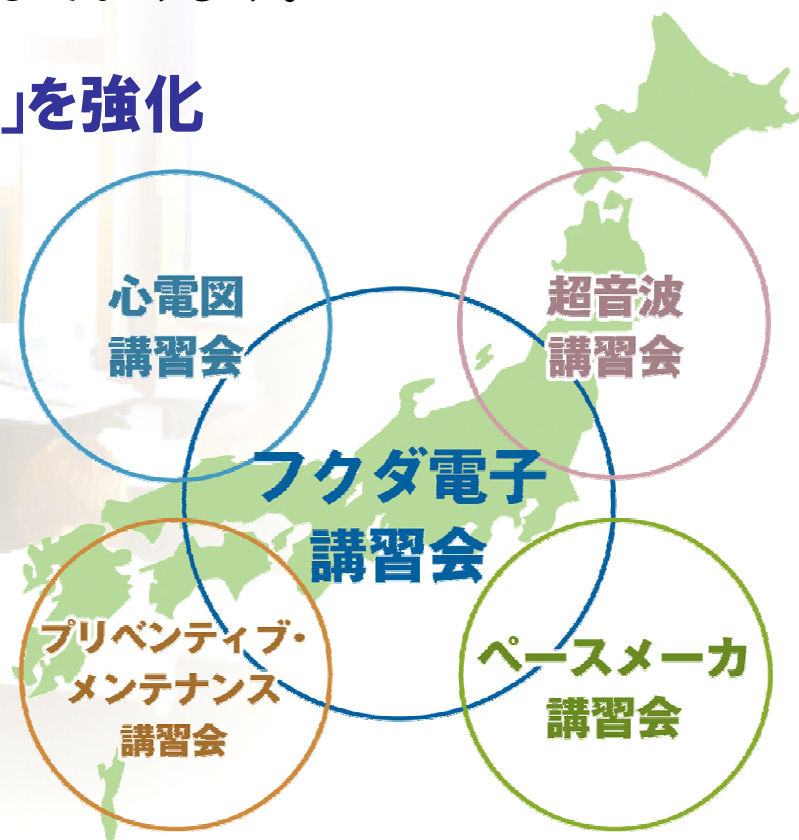 」を強化
心電図
講習会
超音波
講習会
フクダ電子
講習会
プリベンティブ・
メンテナンス
講習会
ペースメーカ
講習会